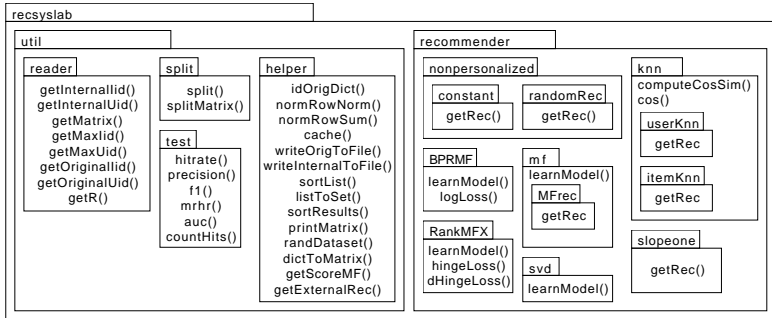 recsyslab
util
reader
getInternalIid()
getInternalUid()
getMatrix()
getMaxIid()
getMaxUid()
getOriginalIid()
getOriginalUid()
getR()
split
split()
splitMatrix()
test
hitrate()
precision()
f1()
mrhr()
auc()
countHits()
helper
idOrigDict()
normRowNorm()
normRowSum()
cache()
writeOrigToFile()
writeInternalToFile()
sortList()
listToSet()
sortResults()
printMatrix()
randDataset()
dictToMatrix()
getScoreMF()
getExternalRec()
recommender
nonpersonalized
constant
getRec()
randomRec
getRec()
BPRMF
learnModel()
logLoss()
RankMFX
learnModel()
hingeLoss()
dHingeLoss()
mf
learnModel()
MFrec
getRec
svd
learnModel()
knn
computeCosSim()
cos()
userKnn
getRec
itemKnn
getRec
slopeone
getRec()